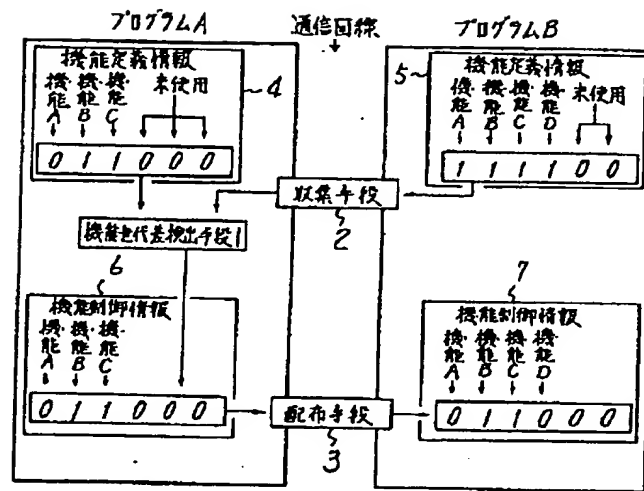 プログラムA
通信回線
プログラムB
機能定義情報
4
機能A 機能B 機能C 未使用
0 1 1 0 0 0
5
機能定義情報
機能A 機能B 機能C 機能D 未使用
1 1 1 1 0 0
収集手段
2
機能世代差検出手段1
6
機能制御情報
機能A 機能B 機能C
0 1 1 0 0 0
配布手段
3
7
機能制御情報
機能A 機能B 機能C 機能D
0 1 1 0 0 0